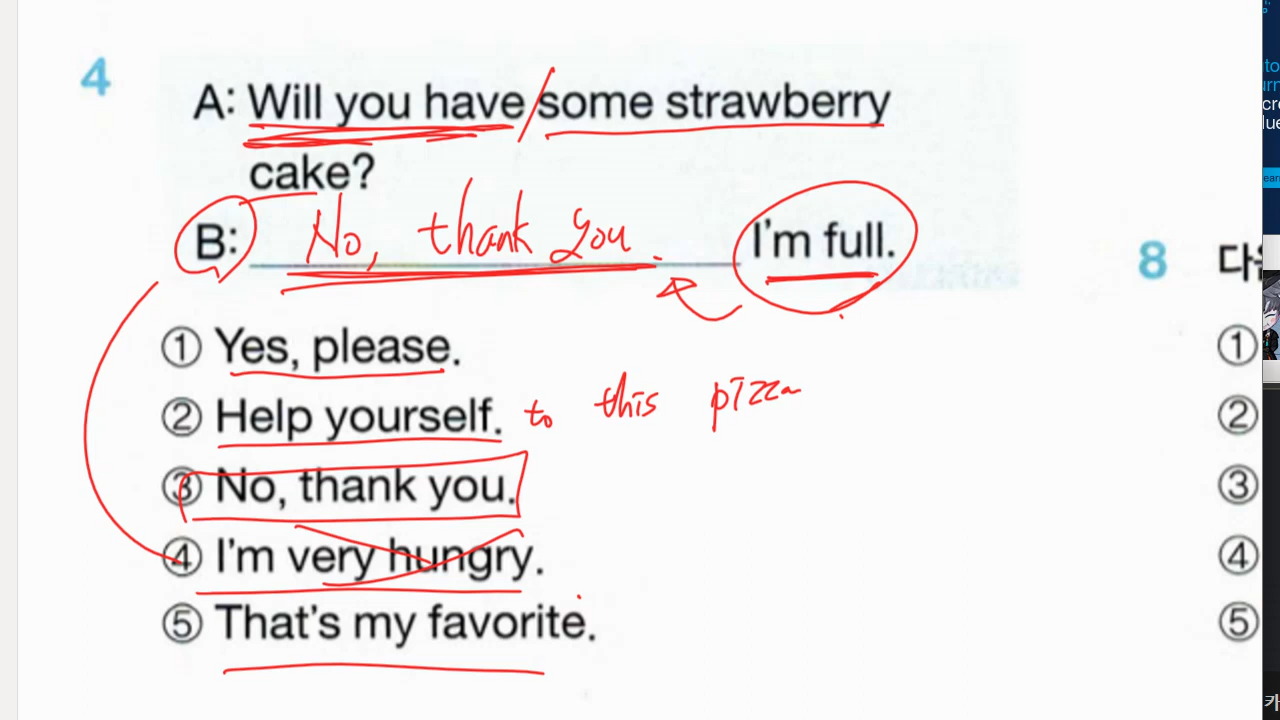 4
A: Will you have some strawberry
cake?
B: No, thank you. I'm full.
① Yes, please.
② Help yourself. to this pizza
③ No, thank you.
④ I'm very hungry.
⑤ That's my favorite.
8
①
②
③
④
⑤